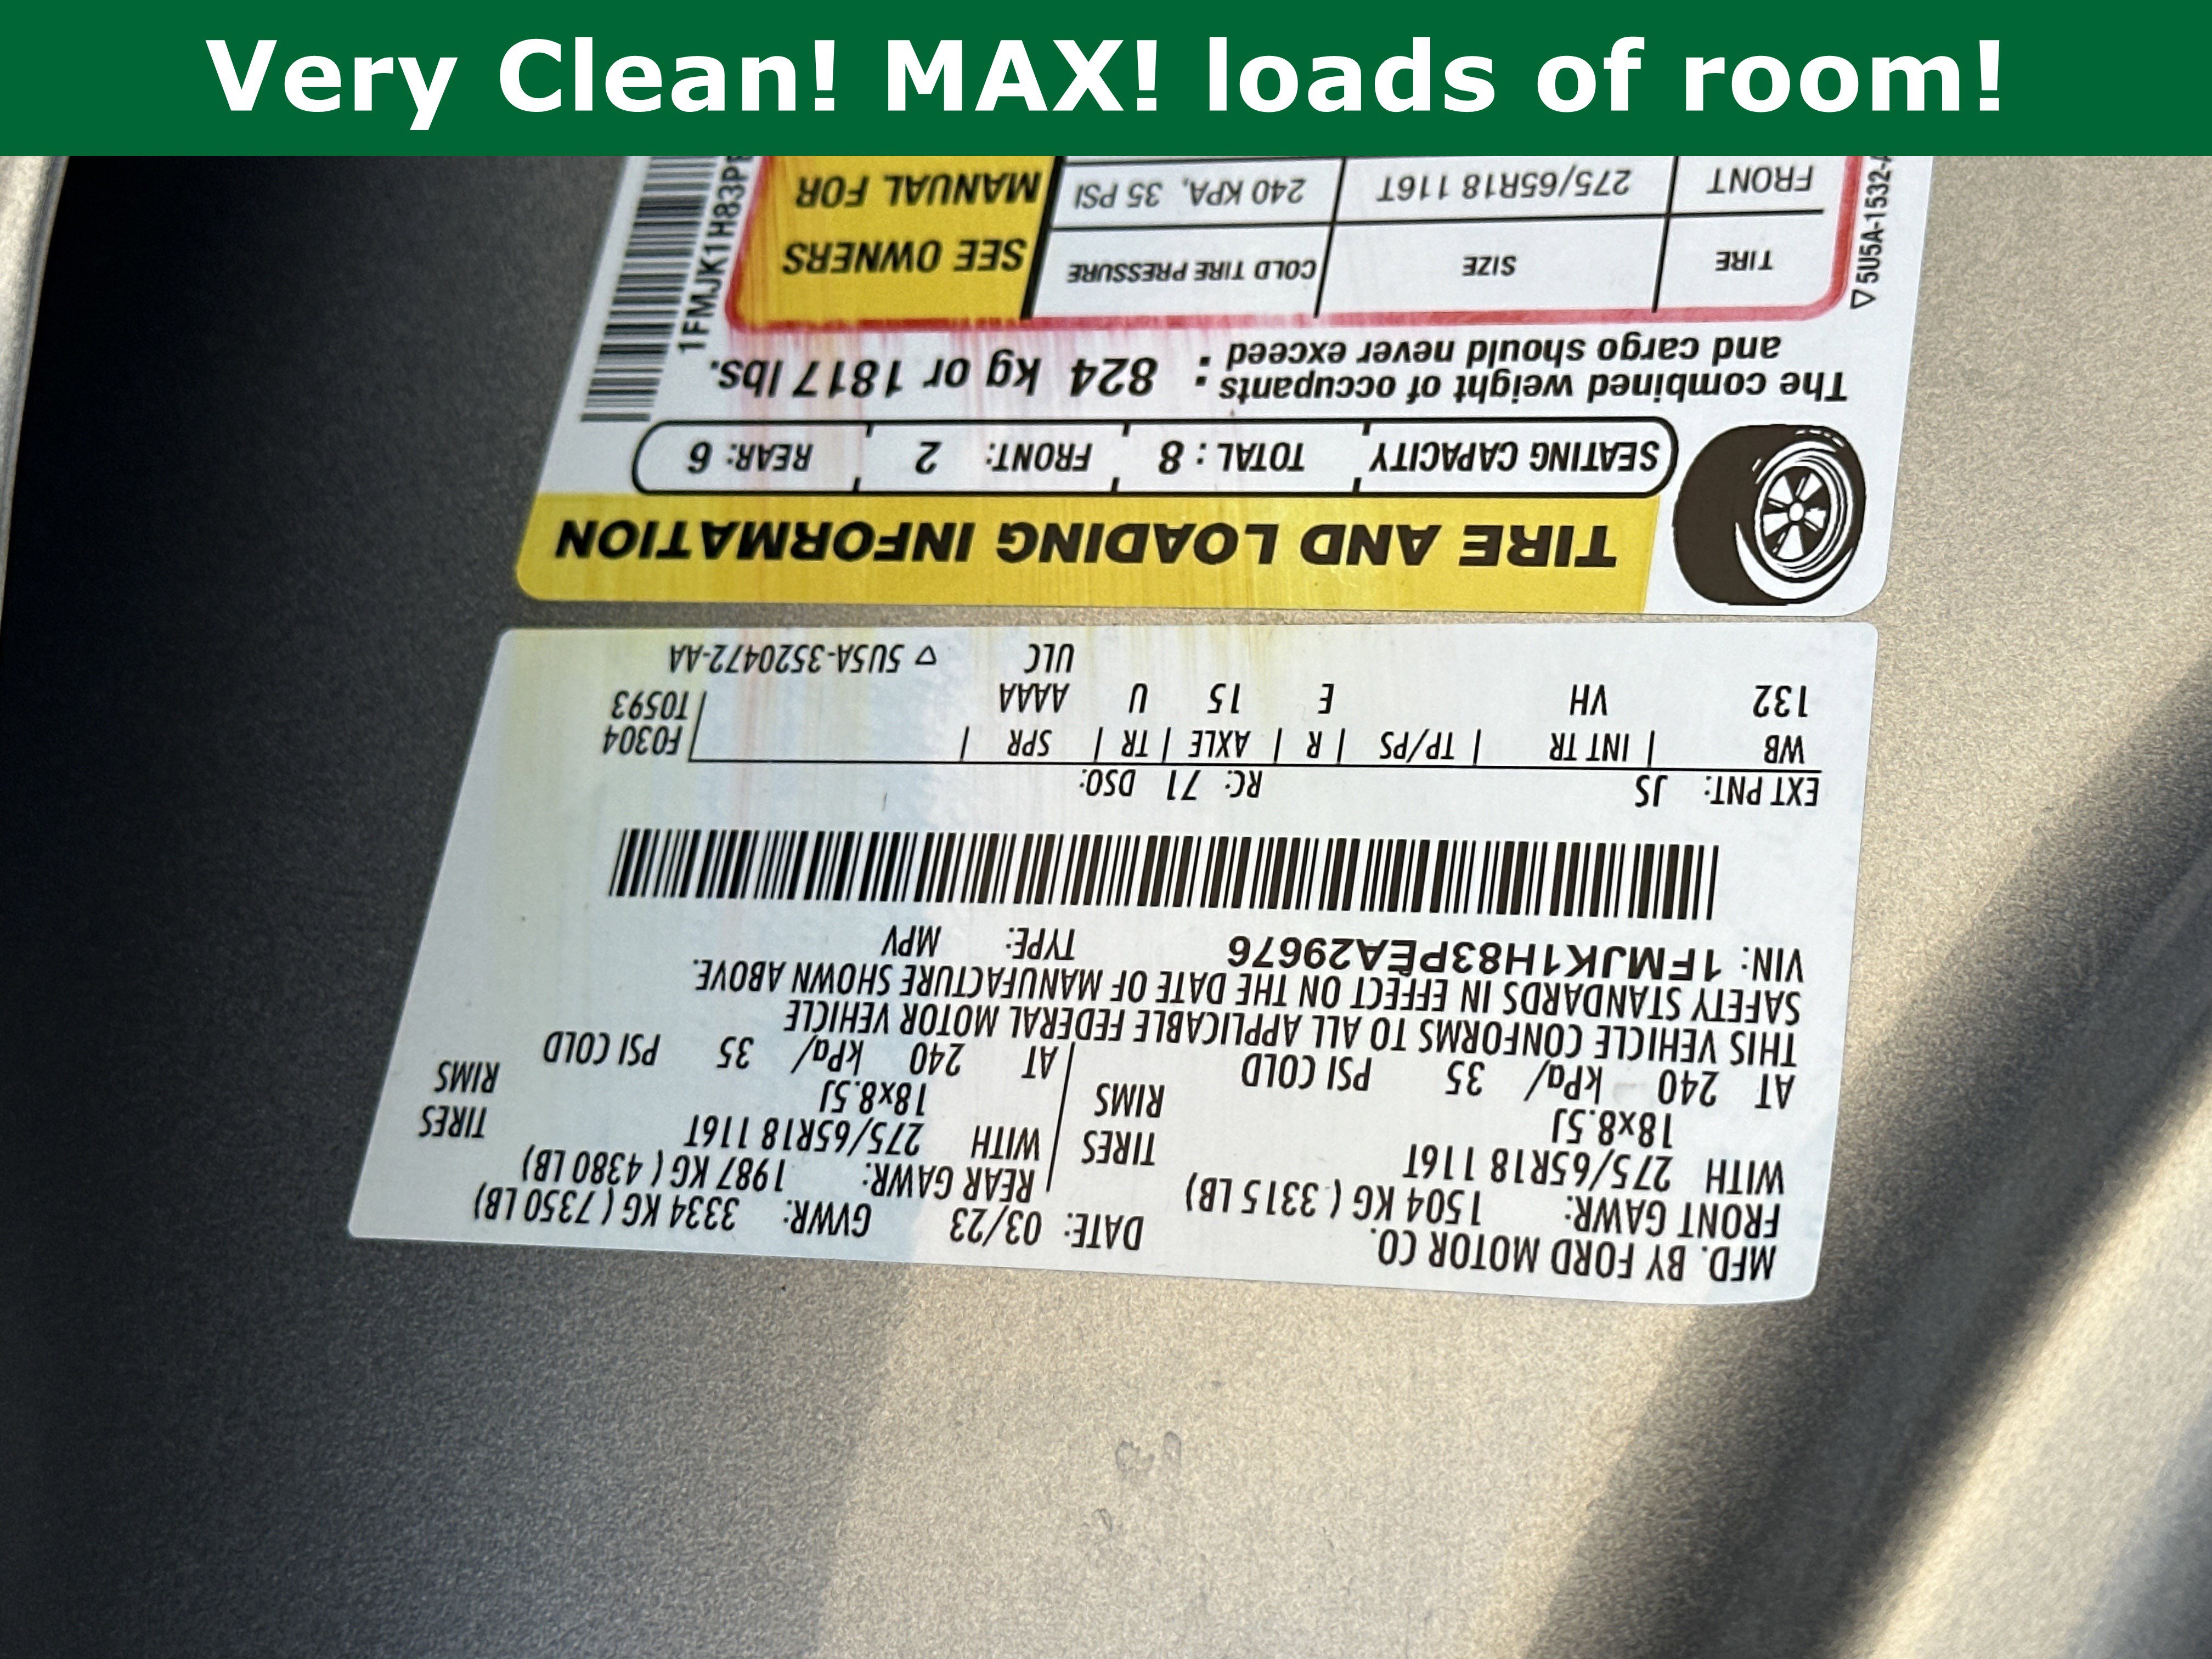 Very Clean! MAX! loads of room!
MFD. BY FORD MOTOR CO. DATE: 03/23 GVWR: 3334 KG ( 7350 LB)
FRONT GAWR: 1504 KG ( 3315 LB) REAR GAWR: 1987 KG ( 4380 LB)
WITH 275/65R18 116T TIRES WITH 275/65R18 116T TIRES
18x8.5J RIMS 18x8.5J RIMS
AT 240 kPa/ 35 PSI COLD AT 240 kPa/ 35 PSI COLD
THIS VEHICLE CONFORMS TO ALL APPLICABLE FEDERAL MOTOR VEHICLE
SAFETY STANDARDS IN EFFECT ON THE DATE OF MANUFACTURE SHOWN ABOVE.
VIN: 1FMJK1H83PEA29676 TYPE: MPV
EXT PNT: JS RC: 71 DSO:
WB | INT TR | TP/PS | R | AXLE | TR | SPR | F0304
132 VH E 15 U AAAA T0593
ULC ▽ 5U5A-3520472-AA
TIRE AND LOADING INFORMATION
SEATING CAPACITY TOTAL : 8 FRONT: 2 REAR: 6
The combined weight of occupants
and cargo should never exceed : 824 kg or 1817 lbs.
TIRE SIZE COLD TIRE PRESSURE SEE OWNERS
FRONT 275/65R18 116T 240 KPA, 35 PSI MANUAL FOR
▽ 5U5A-1532-
1FMJK1H83P